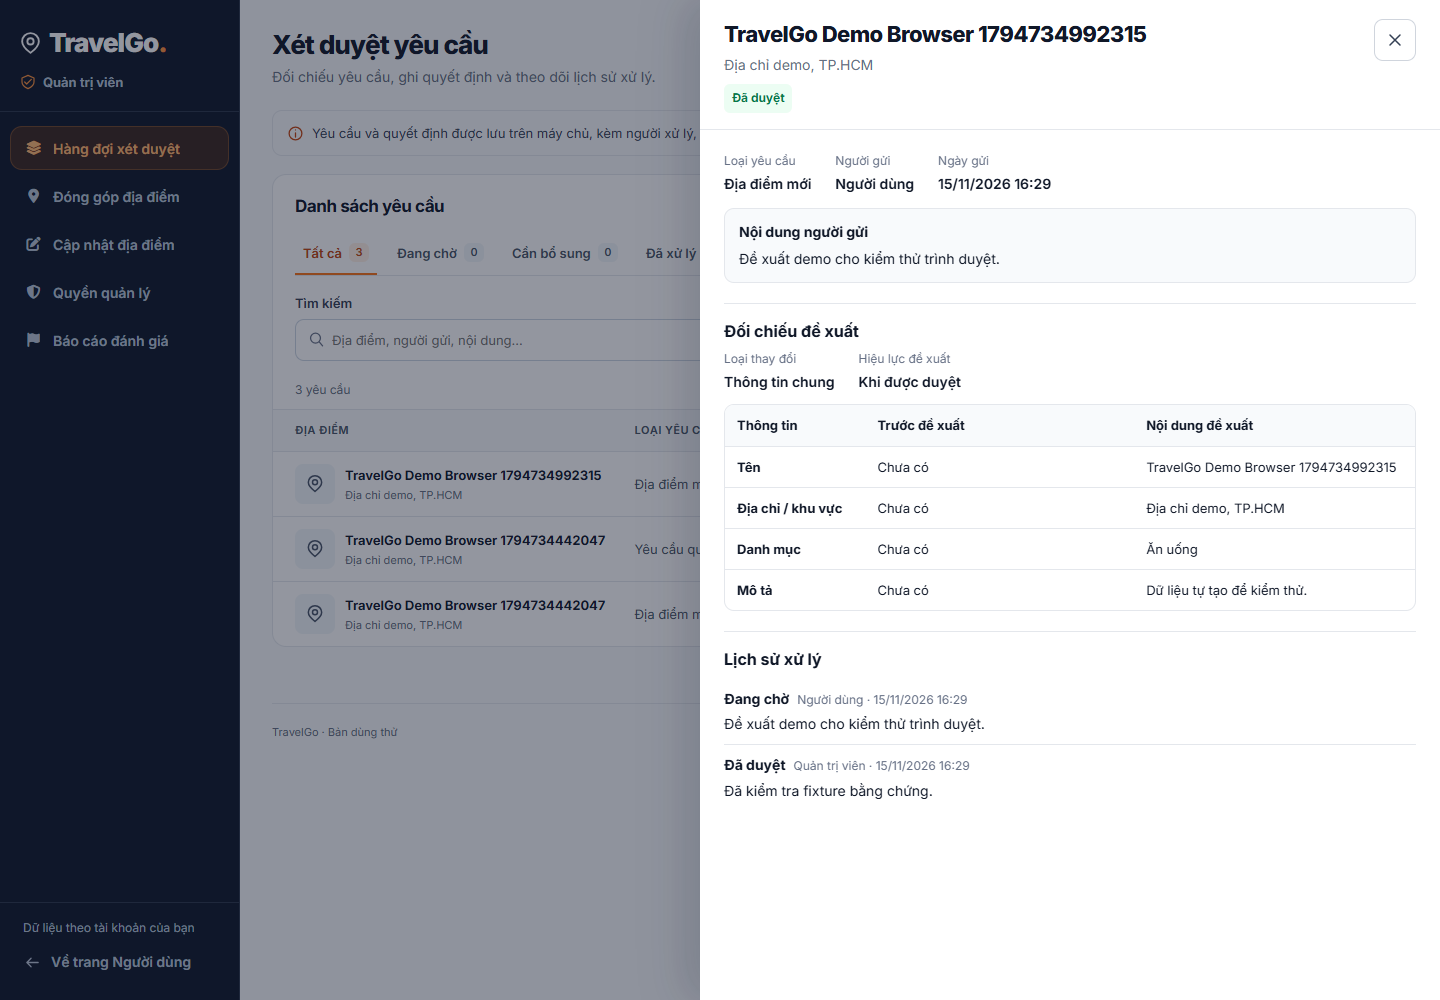 TravelGo.
Quản trị viên
Hàng đợi xét duyệt
Đóng góp địa điểm
Cập nhật địa điểm
Quyền quản lý
Báo cáo đánh giá
Dữ liệu theo tài khoản của bạn
Về trang Người dùng
Xét duyệt yêu cầu
Đối chiếu yêu cầu, ghi quyết định và theo dõi lịch sử xử lý.
Yêu cầu và quyết định được lưu trên máy chủ, kèm người xử lý,
Danh sách yêu cầu
Tất cả 3 Đang chờ 0 Cần bổ sung 0 Đã xử lý
Tìm kiếm
Địa điểm, người gửi, nội dung...
3 yêu cầu
ĐỊA ĐIỂM LOẠI YÊU C
TravelGo Demo Browser 1794734992315
Địa chỉ demo, TP.HCM
Địa điểm m
TravelGo Demo Browser 1794734442047
Địa chỉ demo, TP.HCM
Yêu cầu qu
TravelGo Demo Browser 1794734442047
Địa chỉ demo, TP.HCM
Địa điểm m
TravelGo · Bản dùng thử
TravelGo Demo Browser 1794734992315
Địa chỉ demo, TP.HCM
Đã duyệt
Loại yêu cầu Người gửi Ngày gửi
Địa điểm mới Người dùng 15/11/2026 16:29
Nội dung người gửi
Đề xuất demo cho kiểm thử trình duyệt.
Đối chiếu đề xuất
Loại thay đổi Hiệu lực đề xuất
Thông tin chung Khi được duyệt
Thông tin Trước đề xuất Nội dung đề xuất
Tên Chưa có TravelGo Demo Browser 1794734992315
Địa chỉ / khu vực Chưa có Địa chỉ demo, TP.HCM
Danh mục Chưa có Ăn uống
Mô tả Chưa có Dữ liệu tự tạo để kiểm thử.
Lịch sử xử lý
Đang chờ Người dùng · 15/11/2026 16:29
Đề xuất demo cho kiểm thử trình duyệt.
Đã duyệt Quản trị viên · 15/11/2026 16:29
Đã kiểm tra fixture bằng chứng.